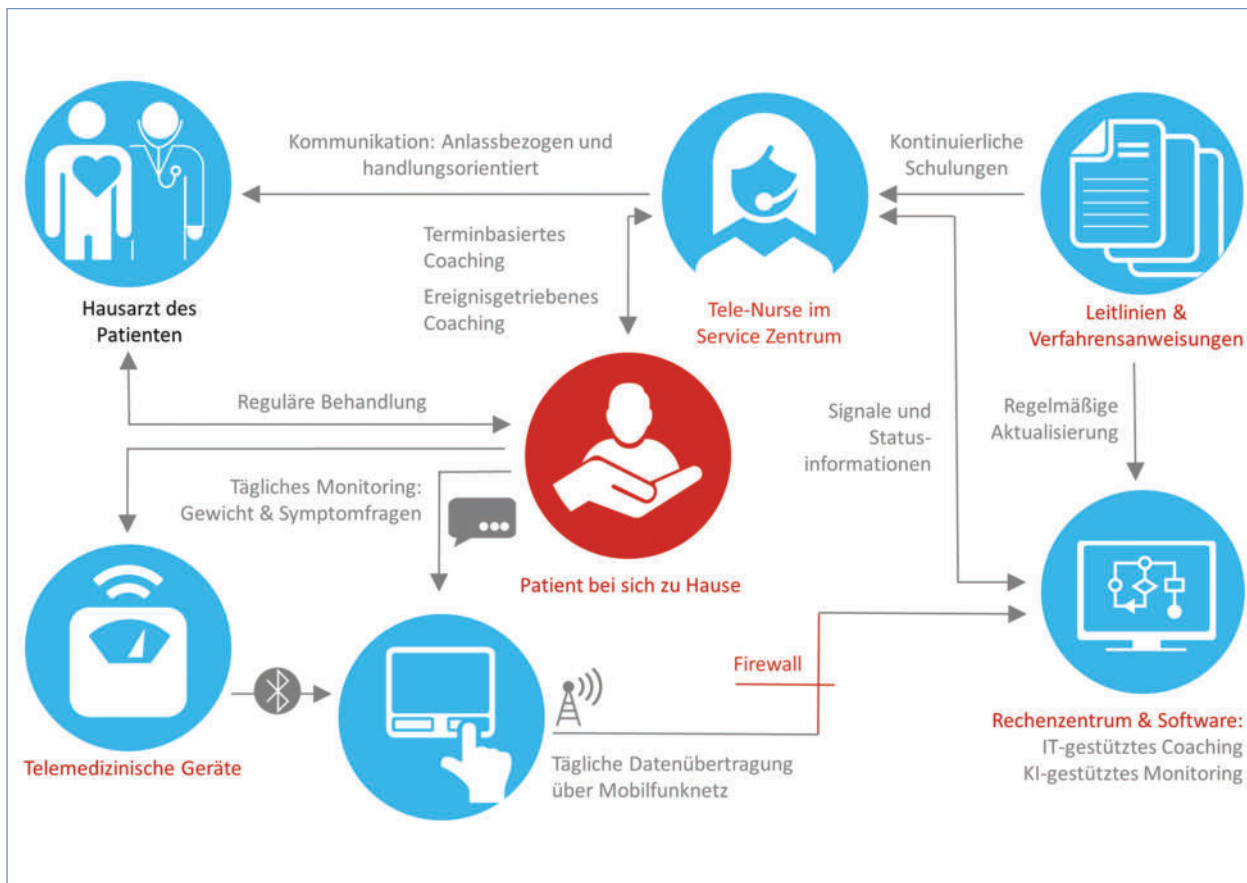 Kommunikation: Anlassbezogen und
handlungsorientiert
Kontinuierliche
Schulungen
Terminbasiertes
Coaching
Ereignisgetriebenes
Coaching
Hausarzt des
Patienten
Tele-Nurse im
Service Zentrum
Leitlinien &
Verfahrensanweisungen
Reguläre Behandlung
Signale und
Status-
informationen
Regelmäßige
Aktualisierung
Tägliches Monitoring:
Gewicht & Symptomfragen
Patient bei sich zu Hause
Firewall
Telemedizinische Geräte
Tägliche Datenübertragung
über Mobilfunknetz
Rechenzentrum & Software:
IT-gestütztes Coaching
KI-gestütztes Monitoring